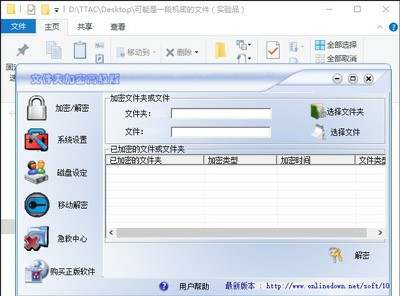 D:\TTAC\Desktop\可能是一段机密的文件（实验品）
文件
主页
共享
查看
移动到
删除
全部选择
全部取消
文件夹加密高级版
加密/解密
系统设置
磁盘设定
移动解密
急救中心
购买正版软件
加密文件夹或文件
文件夹:
选择文件夹
文件:
选择文件
已加密的文件或文件夹
已加密的文件夹 加密类型 加密时间 文件类型
解密
用户帮助
最新版本：http://www.onlinedown.net/soft/10